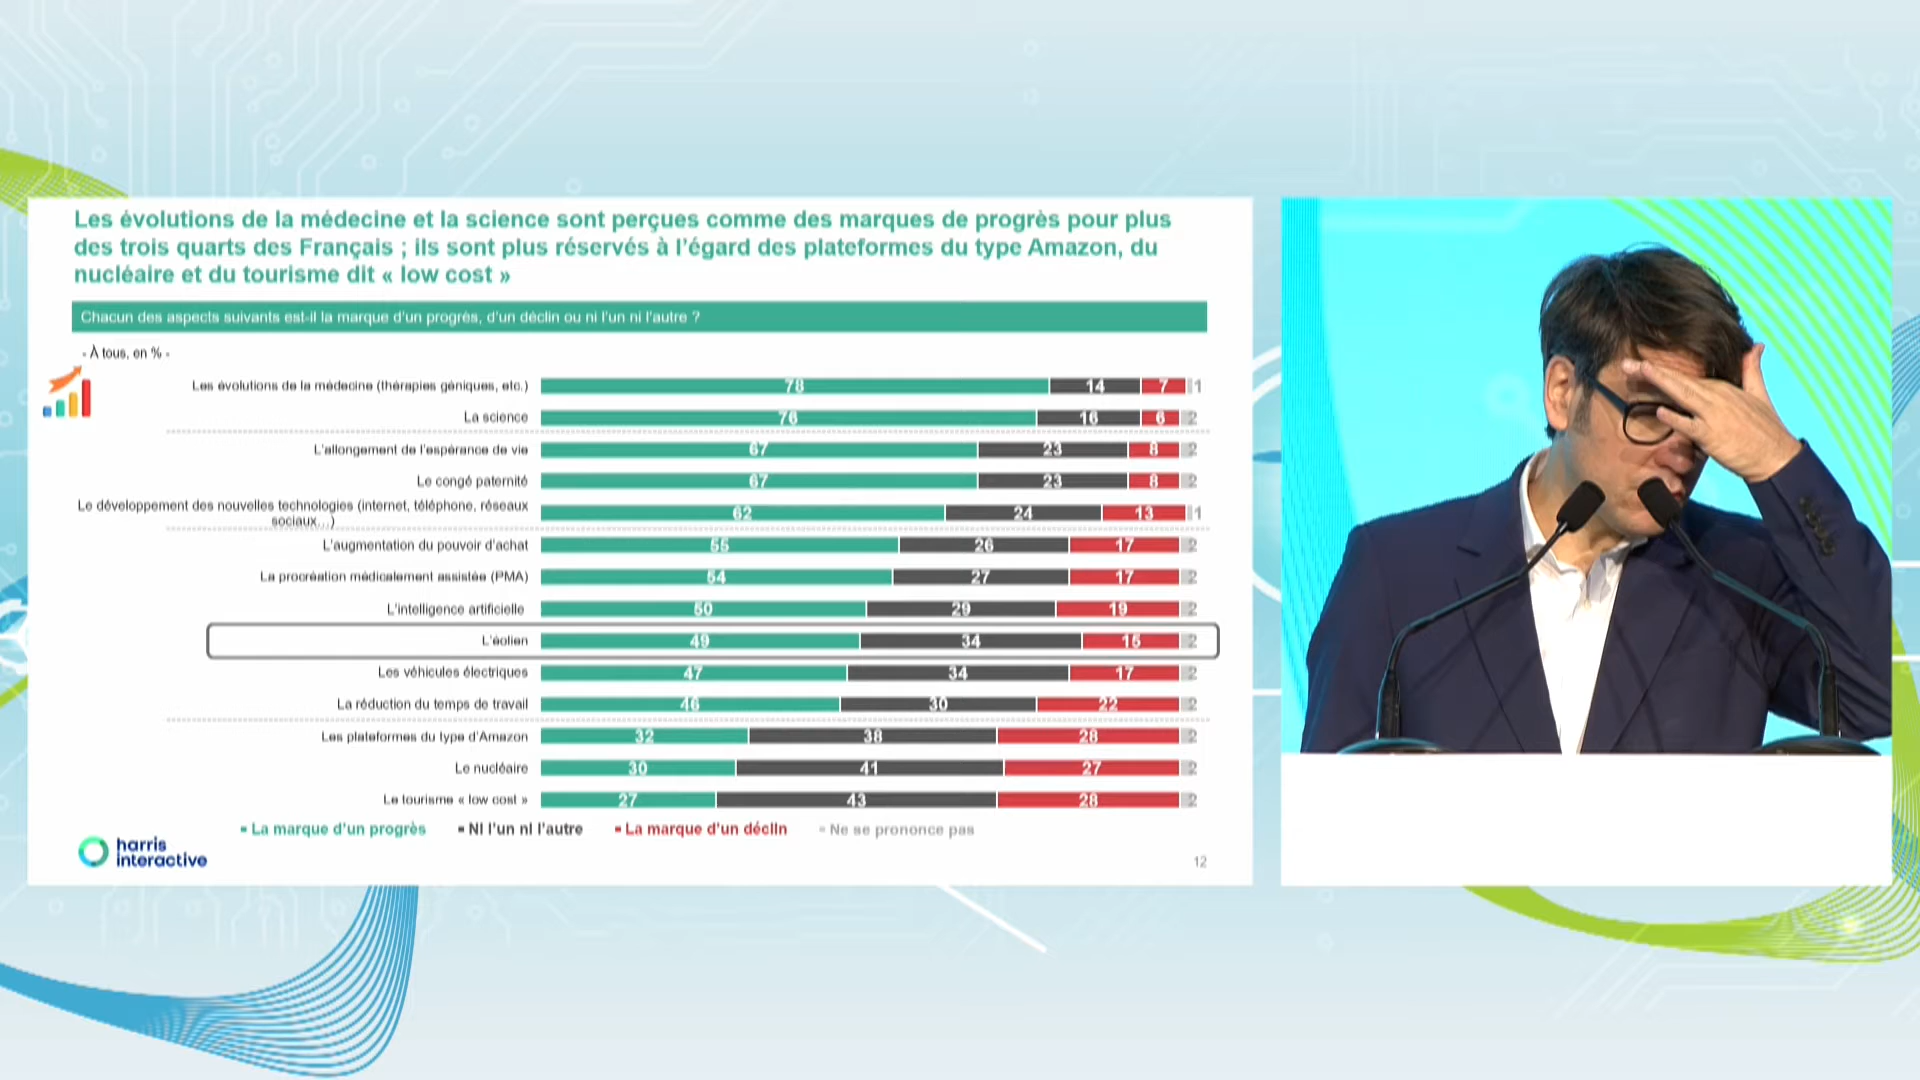 Les évolutions de la médecine et la science sont perçues comme des marques de progrès pour plus
des trois quarts des Français ; ils sont plus réservés à l'égard des plateformes du type Amazon, du
nucléaire et du tourisme dit « low cost »
Chacun des aspects suivants est-il la marque d'un progrès, d'un déclin ou ni l'un ni l'autre ?
- À tous, en % -
Les évolutions de la médecine (thérapies géniques, etc.) 78 14 7 1
La science 76 16 6 2
L'allongement de l'espérance de vie 67 23 8 2
Le congé paternité 67 23 8 2
Le développement des nouvelles technologies (internet, téléphone, réseaux
sociaux...) 62 24 13 1
L'augmentation du pouvoir d'achat 55 26 17 2
La procréation médicalement assistée (PMA) 54 27 17 2
L'intelligence artificielle 50 29 19 2
L'éolien 49 34 15 2
Les véhicules électriques 47 34 17 2
La réduction du temps de travail 46 30 22 2
Les plateformes du type d'Amazon 32 38 28 2
Le nucléaire 30 41 27 2
Le tourisme « low cost » 27 43 28 2
La marque d'un progrès Ni l'un ni l'autre La marque d'un déclin Ne se prononce pas
harris
interactive
12